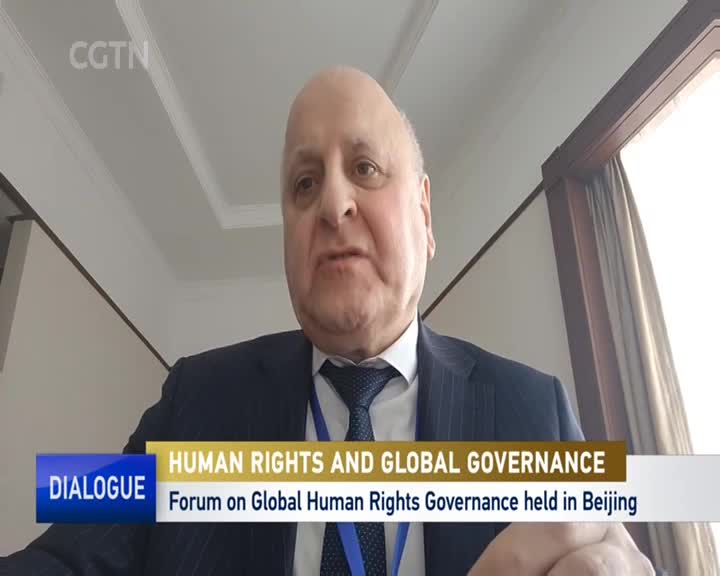 CGTN
HUMAN RIGHTS AND GLOBAL GOVERNANCE
DIALOGUE
Forum on Global Human Rights Governance held in Beijing